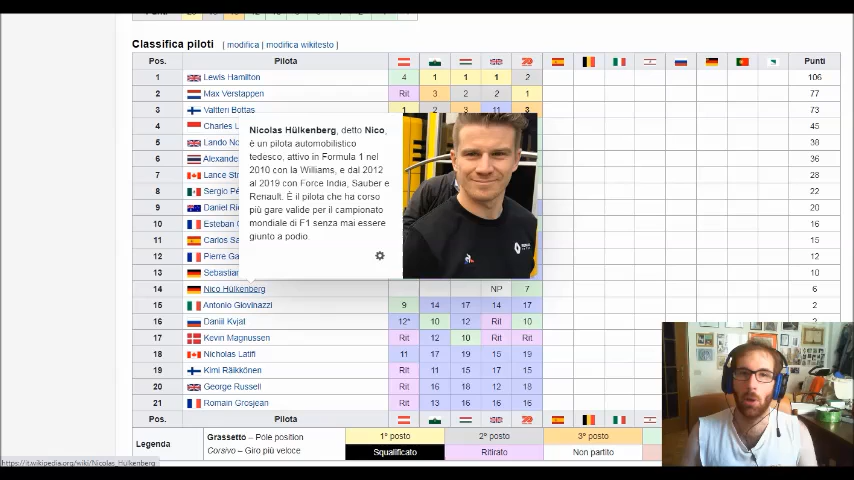 Classifica piloti [ modifica | modifica wikitesto ]
Pos. Pilota Punti
1 Lewis Hamilton 4 1 1 1 2 106
2 Max Verstappen Rit 3 2 2 1 77
3 Valtteri Bottas 1 2 3 11 3 73
4 Charles L 45
5 Lando No 38
6 Alexande 36
7 Lance Str 28
8 Sergio Pé 22
9 Daniel Ric 20
10 Esteban 16
11 Carlos Sa 15
12 Pierre Ga 12
13 Sebastian 10
Nicolas Hülkenberg, detto Nico,
è un pilota automobilistico
tedesco, attivo in Formula 1 nel
2010 con la Williams, e dal 2012
al 2019 con Force India, Sauber e
Renault. È il pilota che ha corso
più gare valide per il campionato
mondiale di F1 senza mai essere
giunto a podio.
14 Nico Hülkenberg NP 7 6
15 Antonio Giovinazzi 9 14 17 14 17 2
16 Daniil Kvjat 12* 10 12 Rit 10 2
17 Kevin Magnussen Rit 12 10 Rit Rit
18 Nicholas Latifi 11 17 19 15 19
19 Kimi Räikkönen Rit 11 15 17 15
20 George Russell Rit 16 18 12 18
21 Romain Grosjean Rit 13 16 16 16
Pos. Pilota Punti
Legenda
Grassetto – Pole position
Corsivo – Giro più veloce
1º posto 2º posto 3º posto
Squalificato Ritirato Non partito
https://it.wikipedia.org/wiki/Nicolas_Hülkenberg